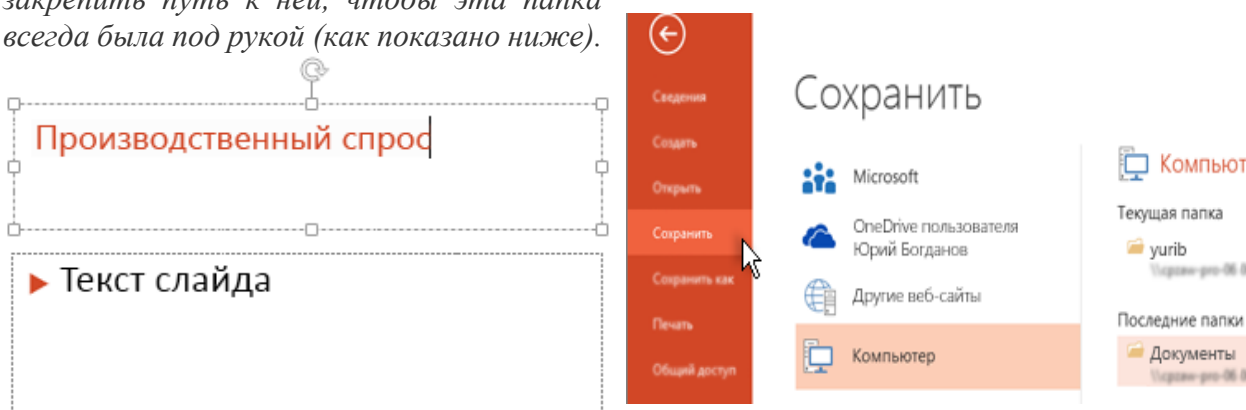 закрепить путь к ней, чтобы эта папка
всегда была под рукой (как показано ниже).
Производственный спрос
Текст слайда
Сведения
Создать
Открыть
Сохранить
Сохранить как
Печать
Общий доступ
Сохранить
Microsoft
OneDrive пользователя
Юрий Богданов
Другие веб-сайты
Компьютер
Компьют
Текущая папка
yurib
Последние папки
Документы